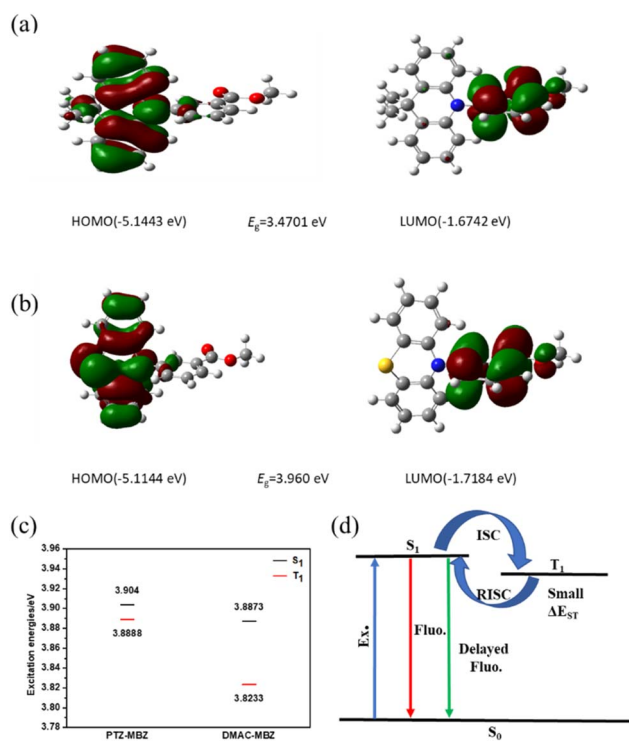 (a)
HOMO(-5.1443 eV) Eg=3.4701 eV LUMO(-1.6742 eV)
(b)
HOMO(-5.1144 eV) Eg=3.960 eV LUMO(-1.7184 eV)
(c)
Excitation energies/eV
3.96
3.94
3.92
3.90
3.88
3.86
3.84
3.82
3.80
3.78
S1
T1
3.904
3.8888
3.8873
3.8233
PTZ-MBZ DMAC-MBZ
(d)
S1
ISC
T1
RISC
Small
ΔEST
Ex.
Fluo.
Delayed
Fluo.
S0